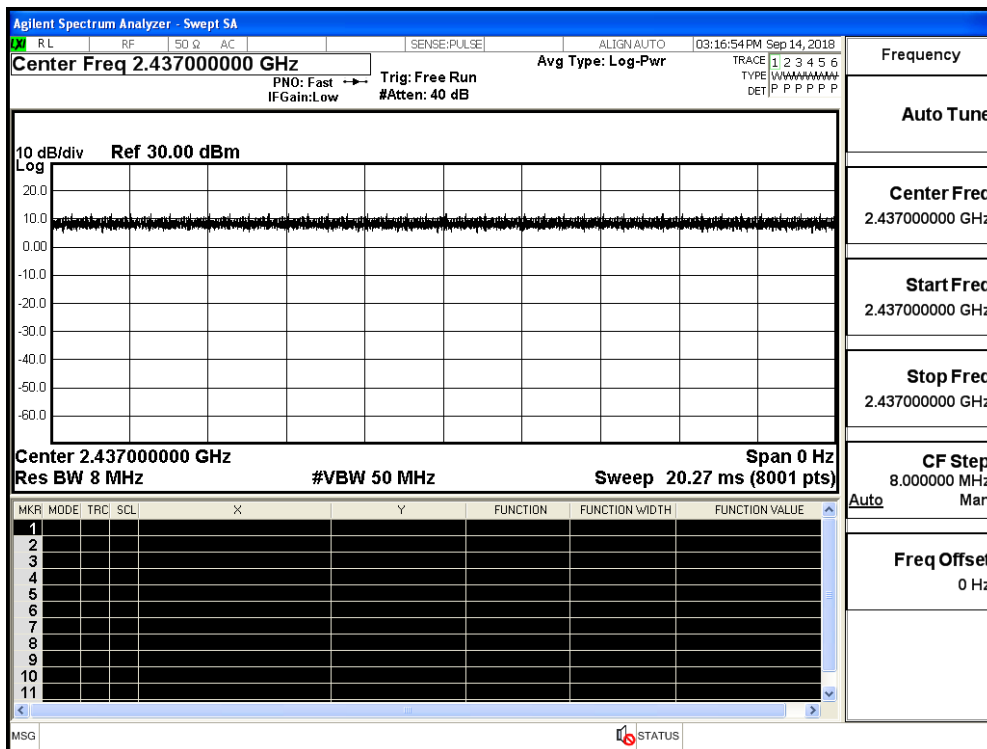 Agilent Spectrum Analyzer - Swept SA
LXI RL RF 50 Ω AC SENSE:PULSE ALIGN AUTO 03:16:54 PM Sep 14, 2018
Center Freq 2.437000000 GHz
PNO: Fast
IFGain:Low
Trig: Free Run
#Atten: 40 dB
Avg Type: Log-Pwr
TRACE 1 2 3 4 5 6
TYPE WWWWWW
DET P P P P P P
10 dB/div Ref 30.00 dBm
Log
20.0
10.0
0.00
-10.0
-20.0
-30.0
-40.0
-50.0
-60.0
Center 2.437000000 GHz Span 0 Hz
Res BW 8 MHz #VBW 50 MHz Sweep 20.27 ms (8001 pts)
MKR MODE TRC SCL X Y FUNCTION FUNCTION WIDTH FUNCTION VALUE
1
2
3
4
5
6
7
8
9
10
11
MSG STATUS
Frequency
Auto Tune
Center Freq
2.437000000 GHz
Start Freq
2.437000000 GHz
Stop Freq
2.437000000 GHz
CF Step
8.000000 MHz
Auto Man
Freq Offset
0 Hz